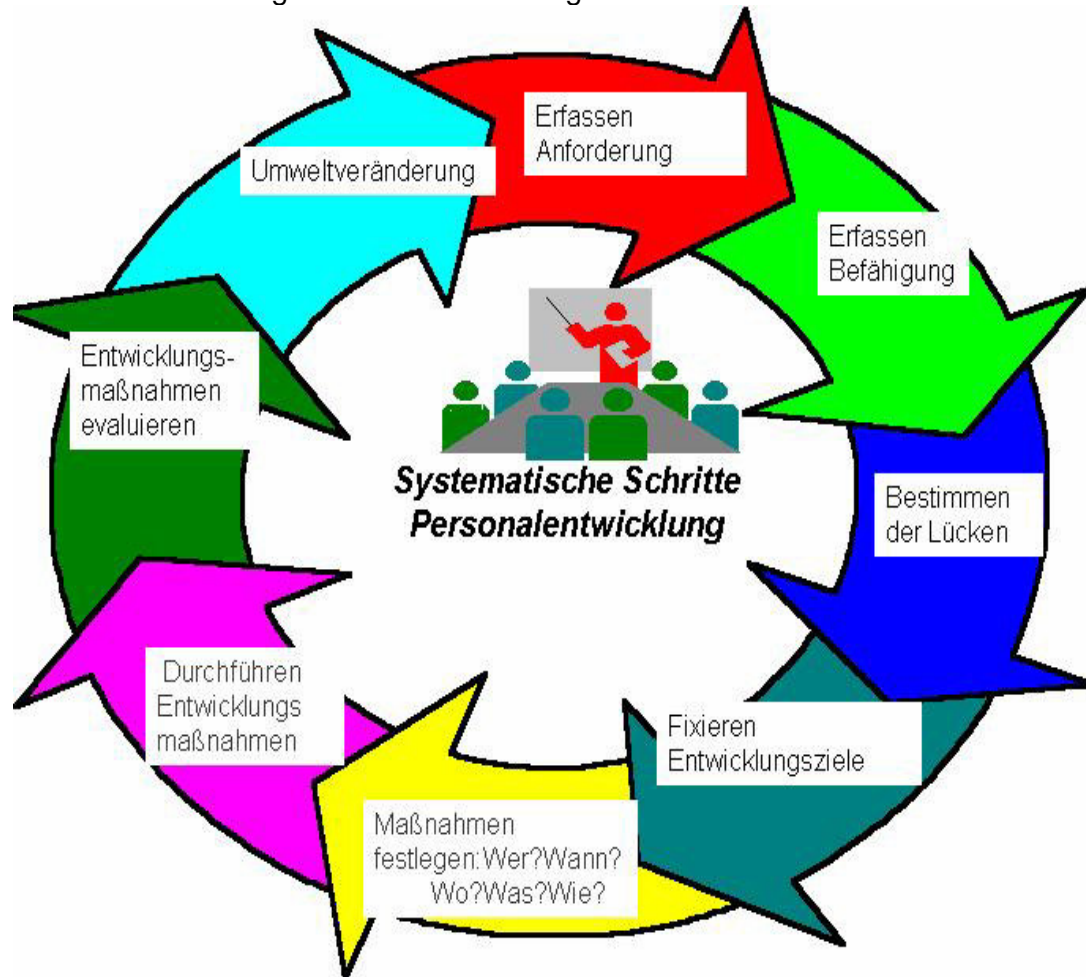 Umweltveränderung
Erfassen
Anforderung
Erfassen
Befähigung
Bestimmen
der Lücken
Fixieren
Entwicklungsziele
Maßnahmen
festlegen:Wer?Wann?
Wo?Was?Wie?
Durchführen
Entwicklungs
maßnahmen
Entwicklungs-
maßnahmen
evaluieren
Systematische Schritte
Personalentwicklung